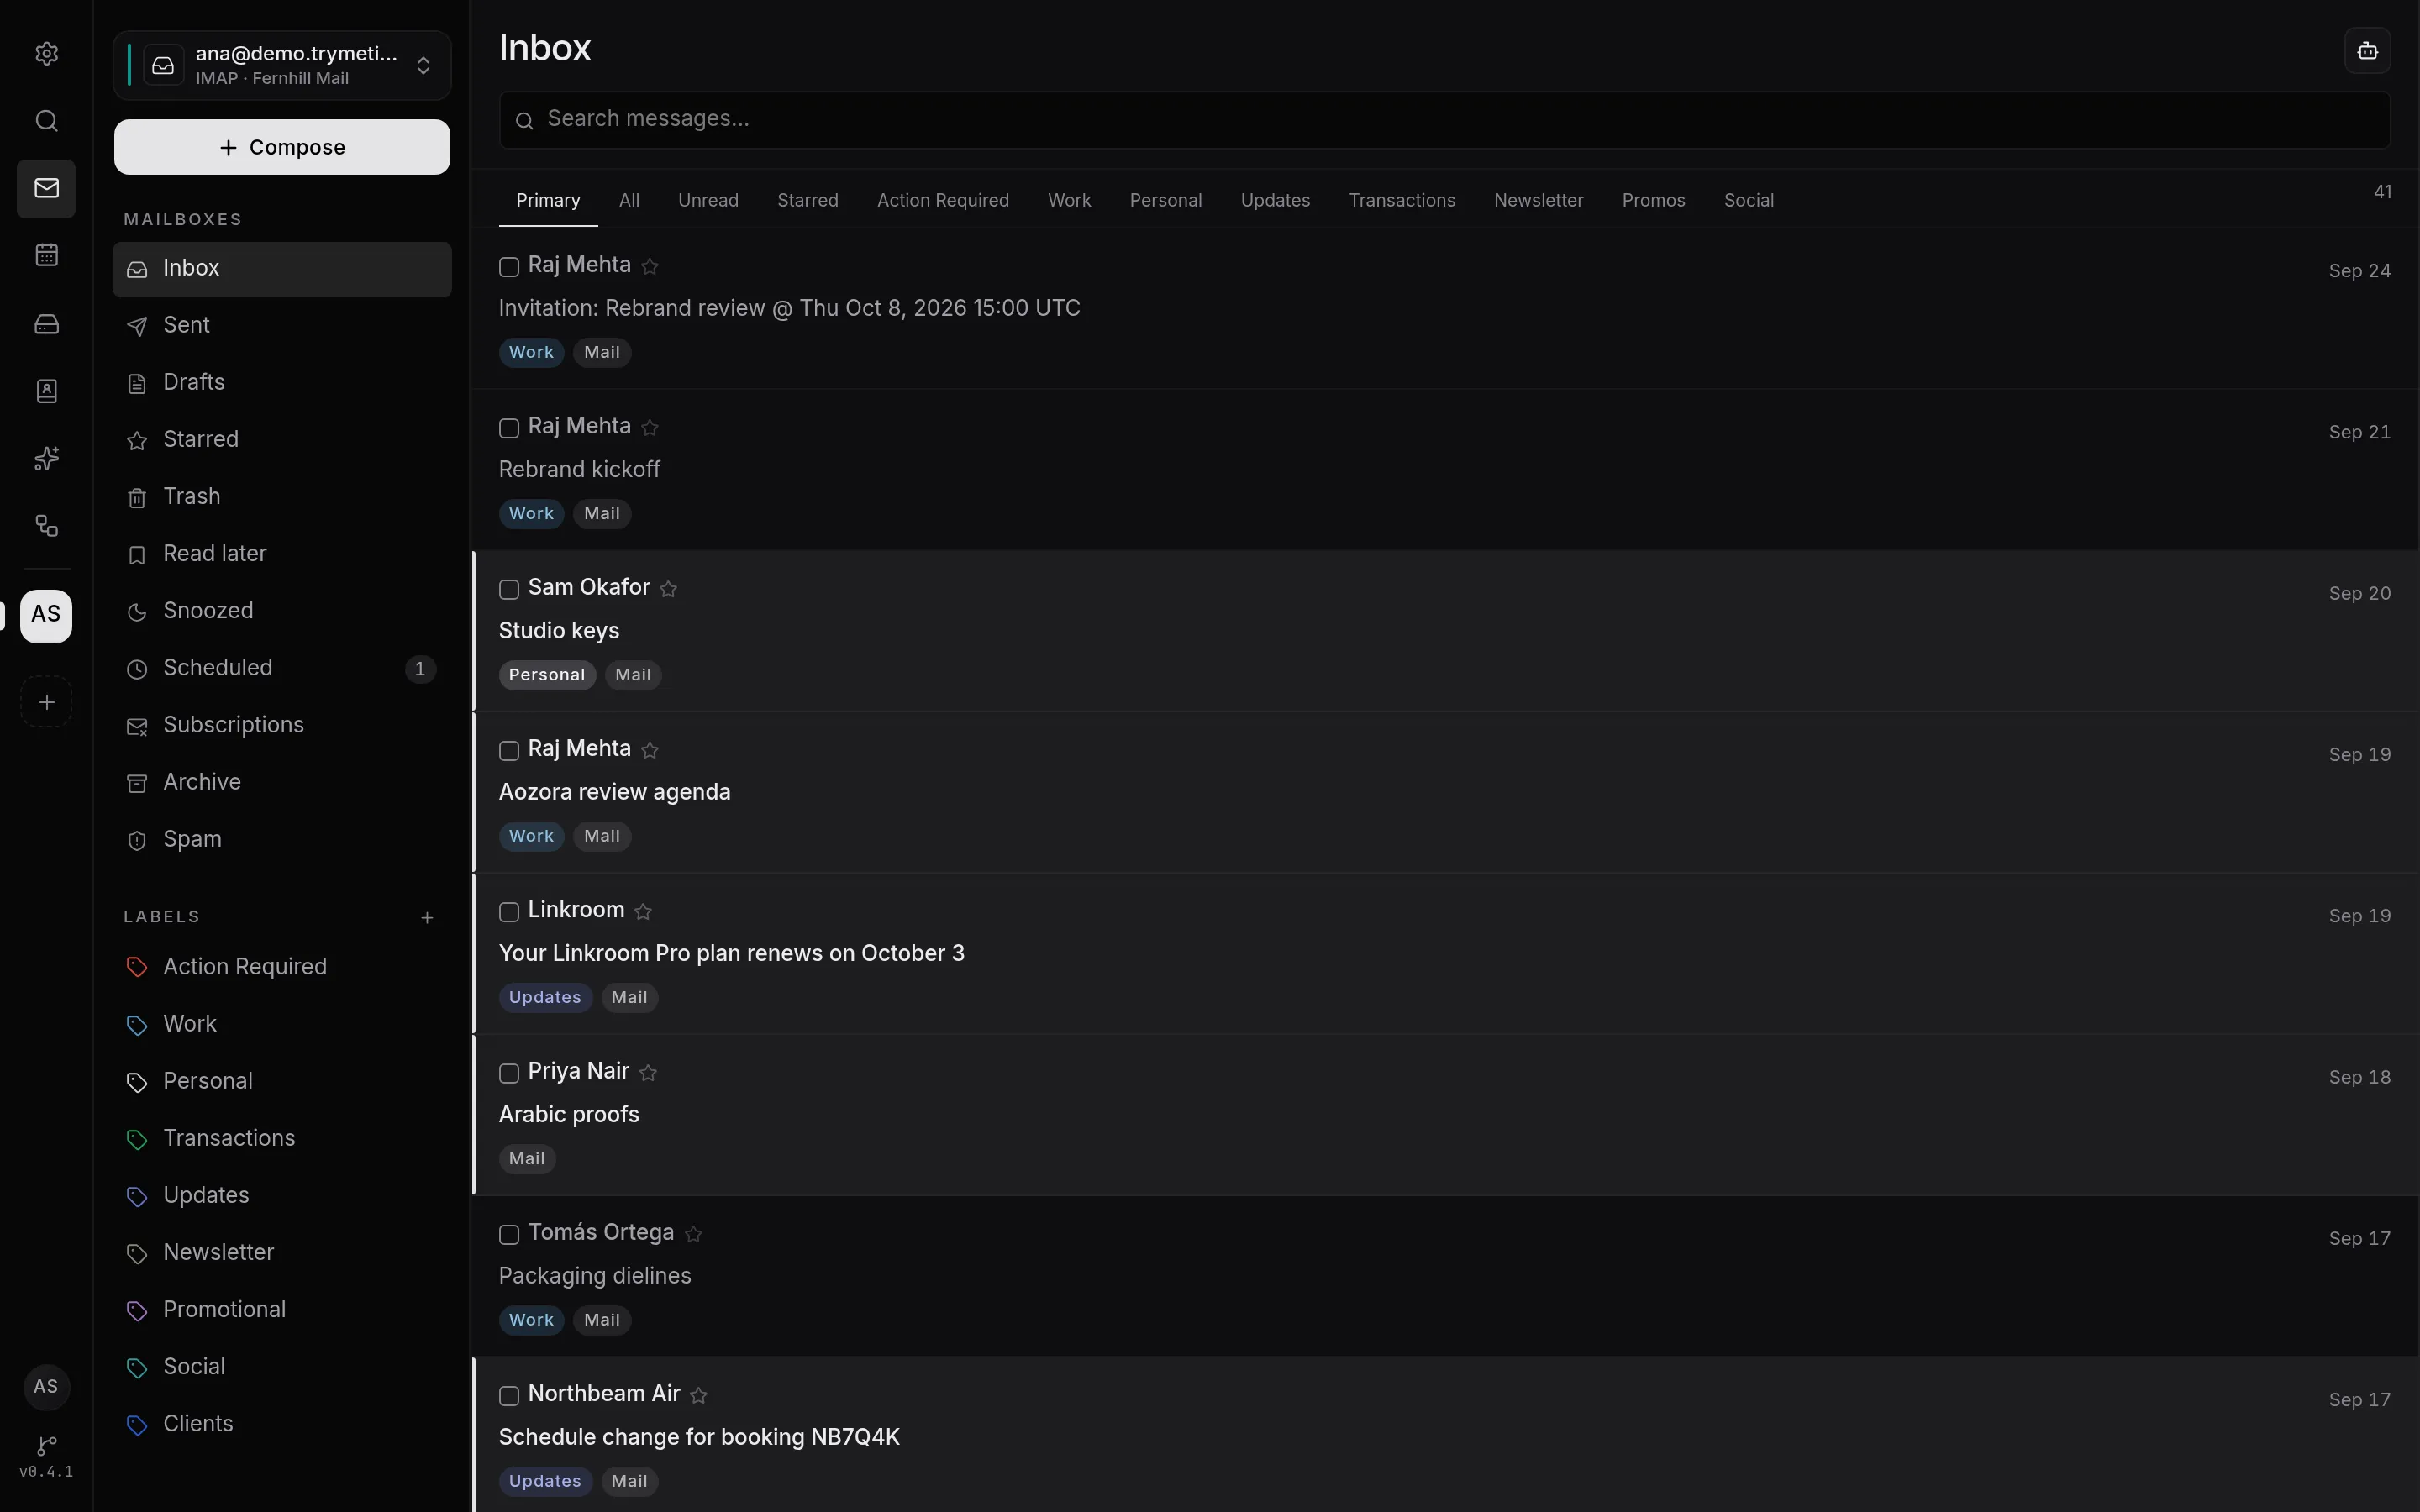 AS
AS
v0.4.1
ana@demo.trymeti...
IMAP · Fernhill Mail
Compose
MAILBOXES
Inbox
Sent
Drafts
Starred
Trash
Read later
Snoozed
Scheduled 1
Subscriptions
Archive
Spam
LABELS
Action Required
Work
Personal
Transactions
Updates
Newsletter
Promotional
Social
Clients
Inbox
Search messages...
Primary All Unread Starred Action Required Work Personal Updates Transactions Newsletter Promos Social 41
Raj Mehta Sep 24
Invitation: Rebrand review @ Thu Oct 8, 2026 15:00 UTC
Work Mail
Raj Mehta Sep 21
Rebrand kickoff
Work Mail
Sam Okafor Sep 20
Studio keys
Personal Mail
Raj Mehta Sep 19
Aozora review agenda
Work Mail
Linkroom Sep 19
Your Linkroom Pro plan renews on October 3
Updates Mail
Priya Nair Sep 18
Arabic proofs
Mail
Tomás Ortega Sep 17
Packaging dielines
Work Mail
Northbeam Air Sep 17
Schedule change for booking NB7Q4K
Updates Mail